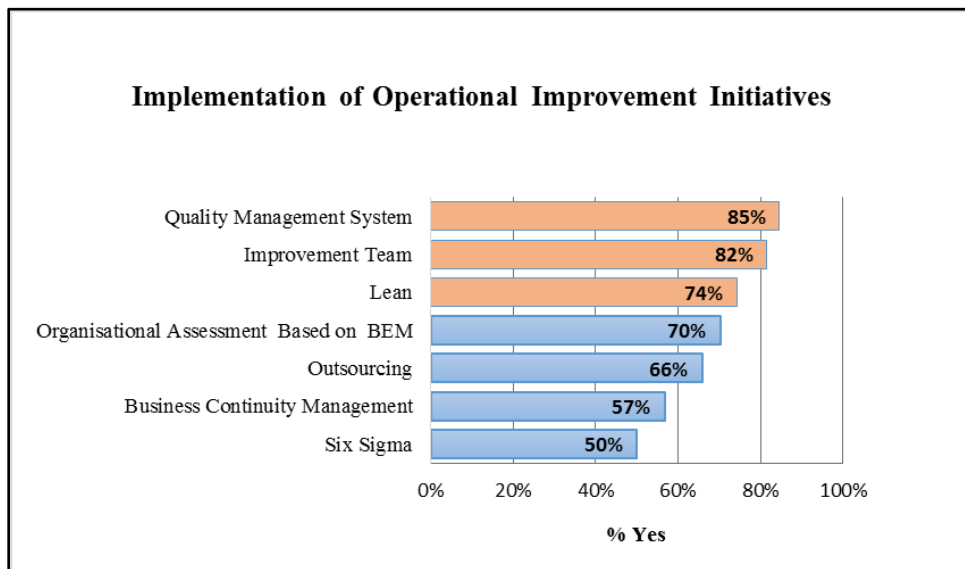 Implementation of Operational Improvement Initiatives
Quality Management System 85%
Improvement Team 82%
Lean 74%
Organisational Assessment Based on BEM 70%
Outsourcing 66%
Business Continuity Management 57%
Six Sigma 50%
0% 20% 40% 60% 80% 100%
% Yes